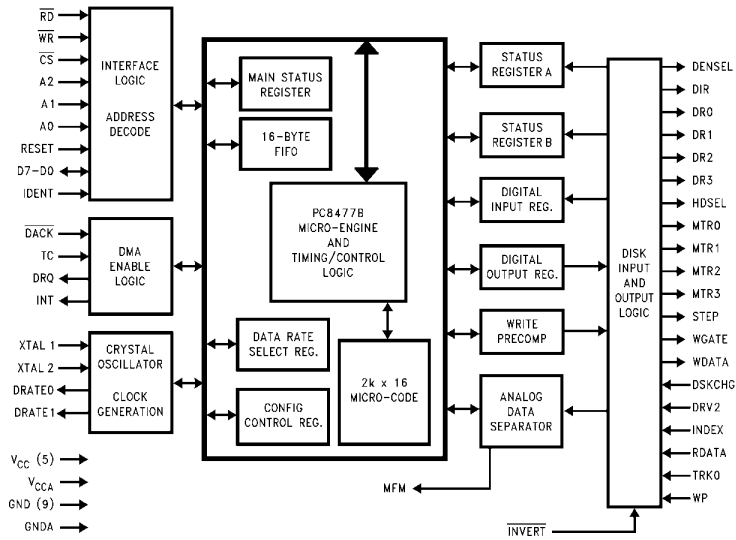 RD
WR
CS
A2
A1
A0
RESET
D7-D0
IDENT
INTERFACE
LOGIC
ADDRESS
DECODE
DACK
TC
DRQ
INT
DMA
ENABLE
LOGIC
XTAL 1
XTAL 2
DRATE0
DRATE1
CRYSTAL
OSCILLATOR
CLOCK
GENERATION
VCC (5)
VCCA
GND (9)
GNDA
MAIN STATUS
REGISTER
16-BYTE
FIFO
PC8477B
MICRO-ENGINE
AND
TIMING/CONTROL
LOGIC
DATA RATE
SELECT REG.
CONFIG
CONTROL REG.
2k x 16
MICRO-CODE
STATUS
REGISTER A
STATUS
REGISTER B
DIGITAL
INPUT REG.
DIGITAL
OUTPUT REG.
WRITE
PRECOMP
ANALOG
DATA
SEPARATOR
MFM
DISK
INPUT
AND
OUTPUT
LOGIC
INVERT
DENSEL
DIR
DR0
DR1
DR2
DR3
HDSEL
MTR0
MTR1
MTR2
MTR3
STEP
WGATE
WDATA
DSKCHG
DRV2
INDEX
RDATA
TRK0
WP